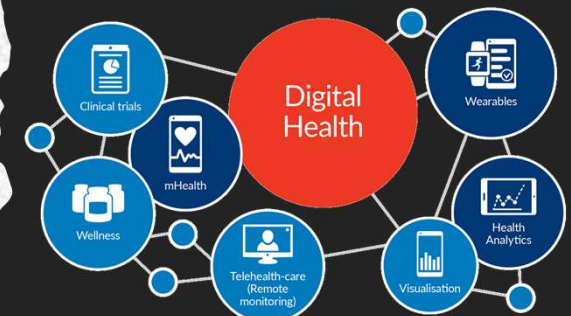 Digital
Health
Clinical trials
mHealth
Wellness
Telehealth-care
(Remote
monitoring)
Visualisation
Health
Analytics
Wearables